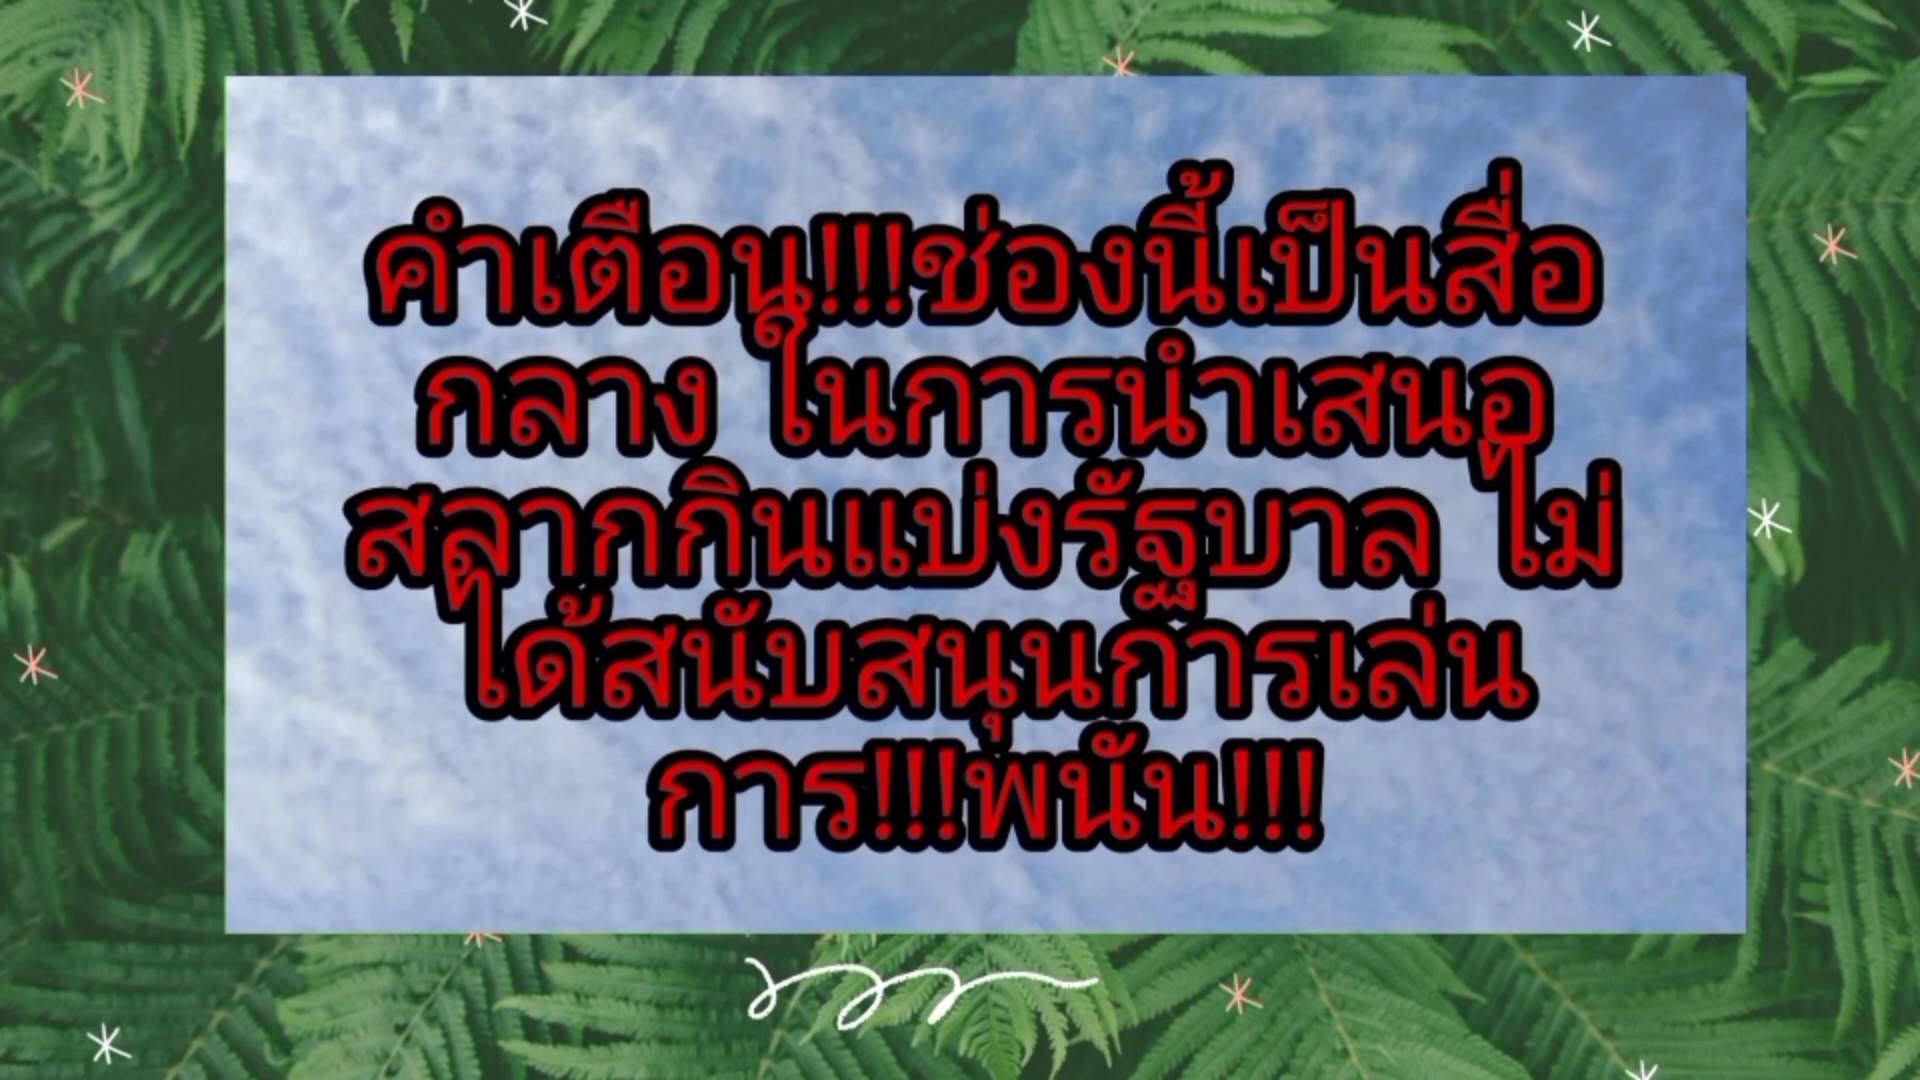 คำเตือน!!!ช่องนี้เป็นสื่อ
กลาง ในการนำเสนอ
สลากกินแบ่งรัฐบาล ไม่
ได้สนับสนุนการเล่น
การ!!!พนัน!!!